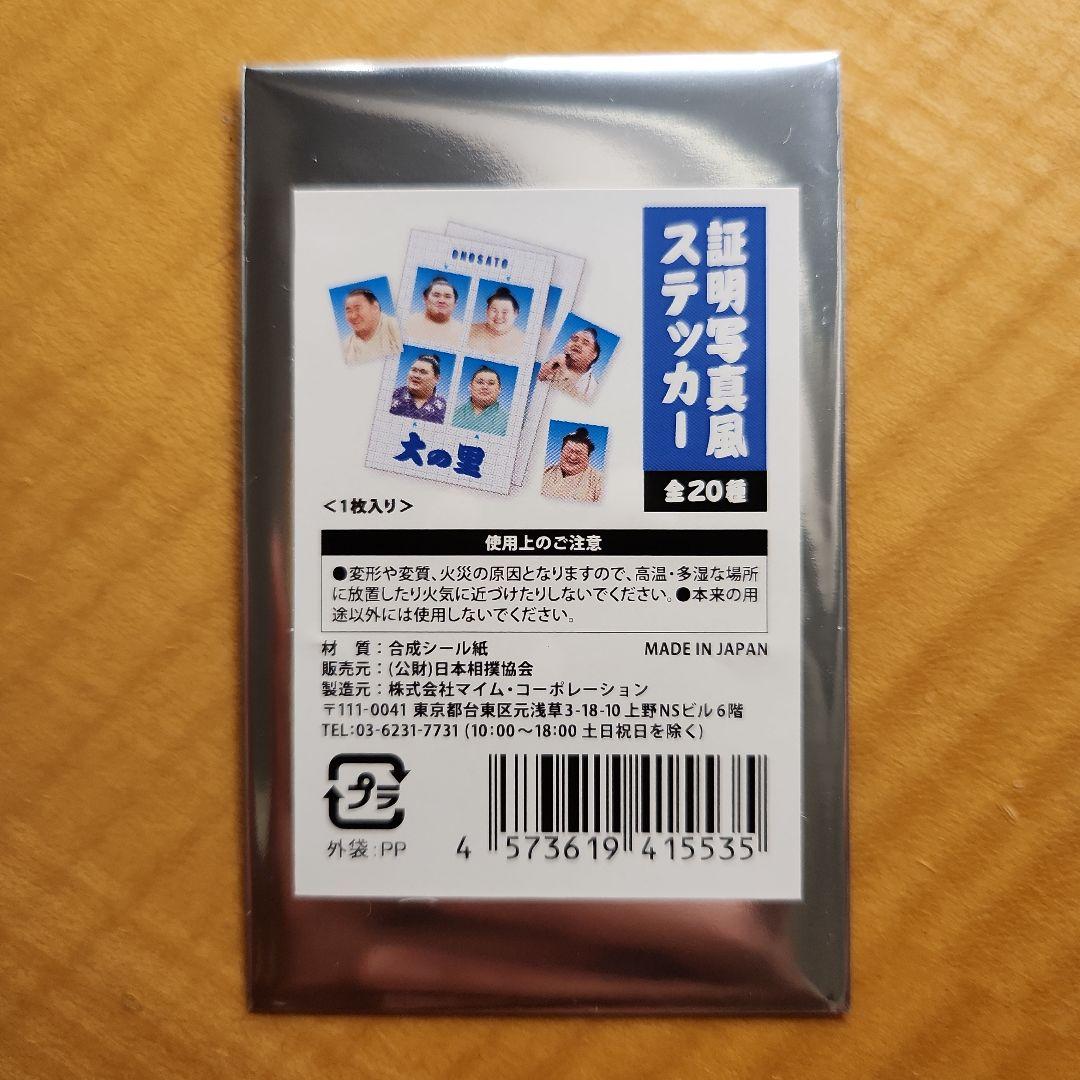 証明写真風
ステッカー
全20種
ONOSATO
大の里
<1枚入り>
使用上のご注意
●変形や変質、火災の原因となりますので、高温・多湿な場所
に放置したり火気に近づけたりしないでください。●本来の用
途以外には使用しないでください。
材　質：合成シール紙　MADE IN JAPAN
販売元：(公財)日本相撲協会
製造元：株式会社マイム・コーポレーション
〒111-0041 東京都台東区元浅草3-18-10 上野NSビル6階
TEL:03-6231-7731 (10:00～18:00 土日祝日を除く)
プラ
外袋:PP
4 573619 415535